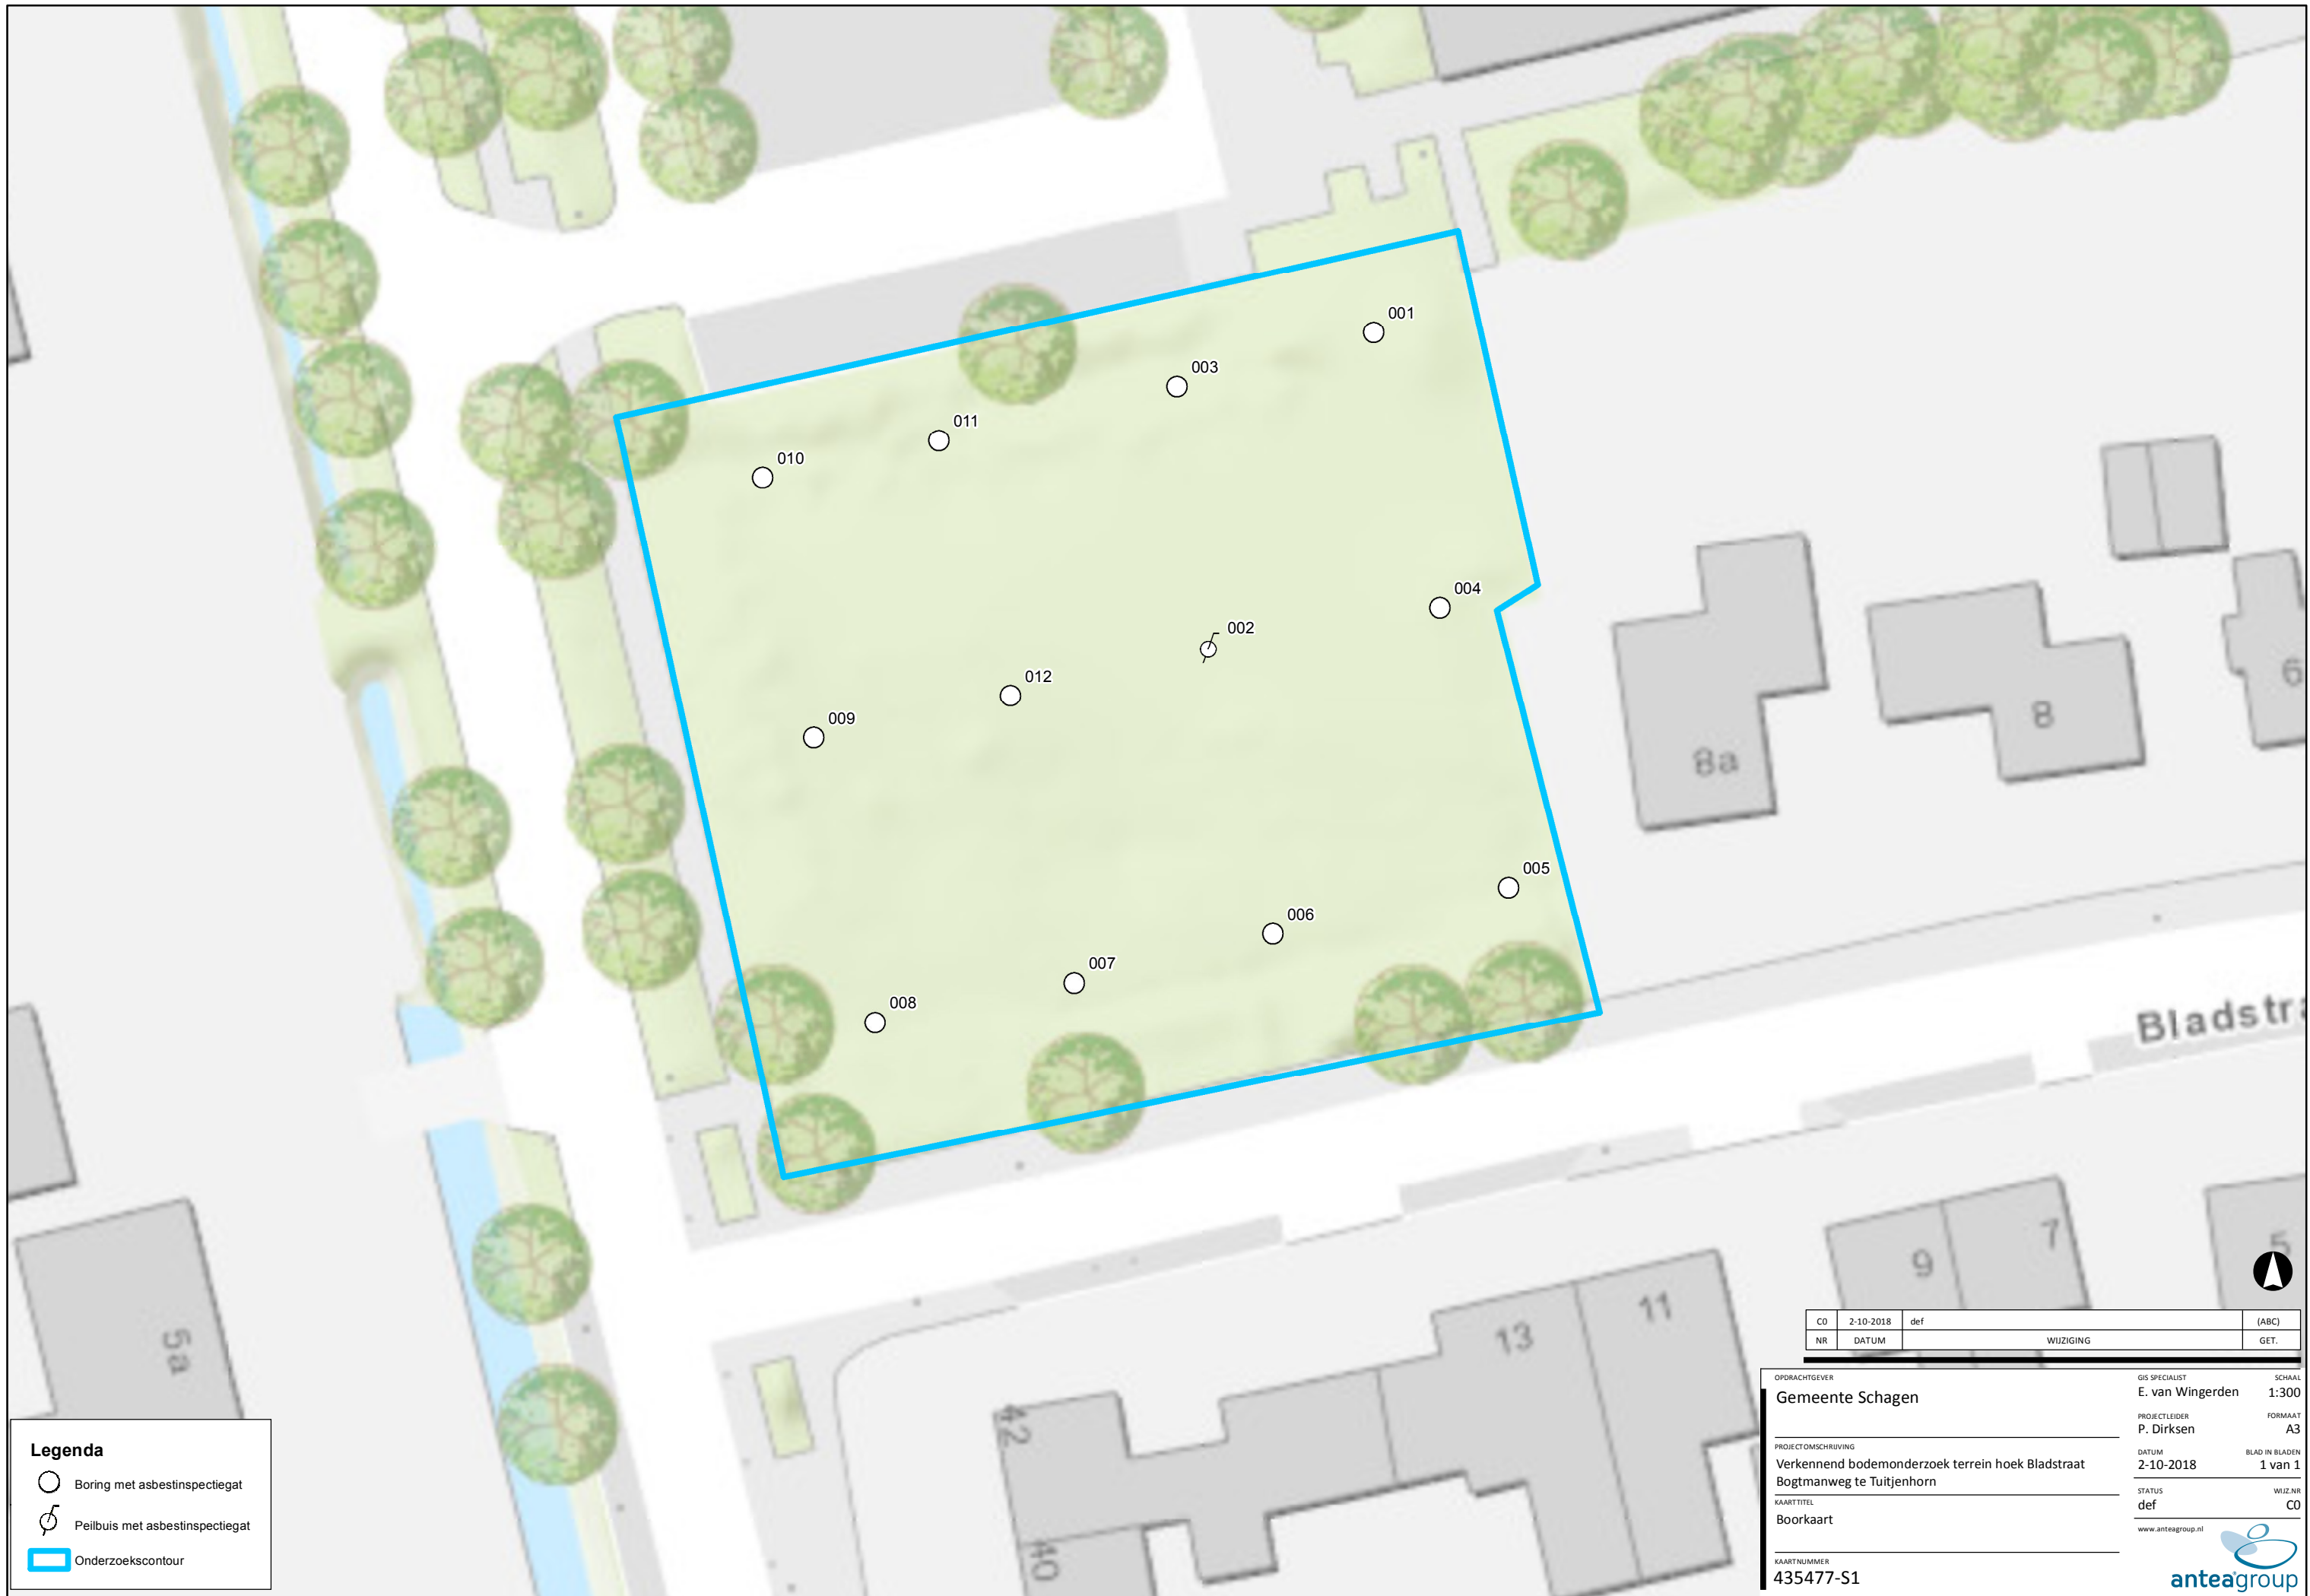 001
003
011
010
004
002
012
009
005
006
007
008
8a
8
6
5a
42
40
13
11
9
7
5
Legenda
Boring met asbestinspectiegat
Peilbuis met asbestinspectiegat
Onderzoekscontour
C0 2-10-2018 def (ABC)
NR DATUM WIJZIGING GET.
OPDRACHTGEVER
Gemeente Schagen
PROJECTOMSCHRIJVING
Verkennend bodemonderzoek terrein hoek Bladstraat
Bogtmanweg te Tuitjenhorn
KAARTTITEL
Boorkaart
KAARTNUMMER
435477-S1
GIS SPECIALIST SCHAAL
E. van Wingerden 1:300
PROJECTLEIDER FORMAAT
P. Dirksen A3
DATUM BLAD IN BLADEN
2-10-2018 1 van 1
STATUS WIJZ.NR
def C0
www.anteagroup.nl
anteagroup